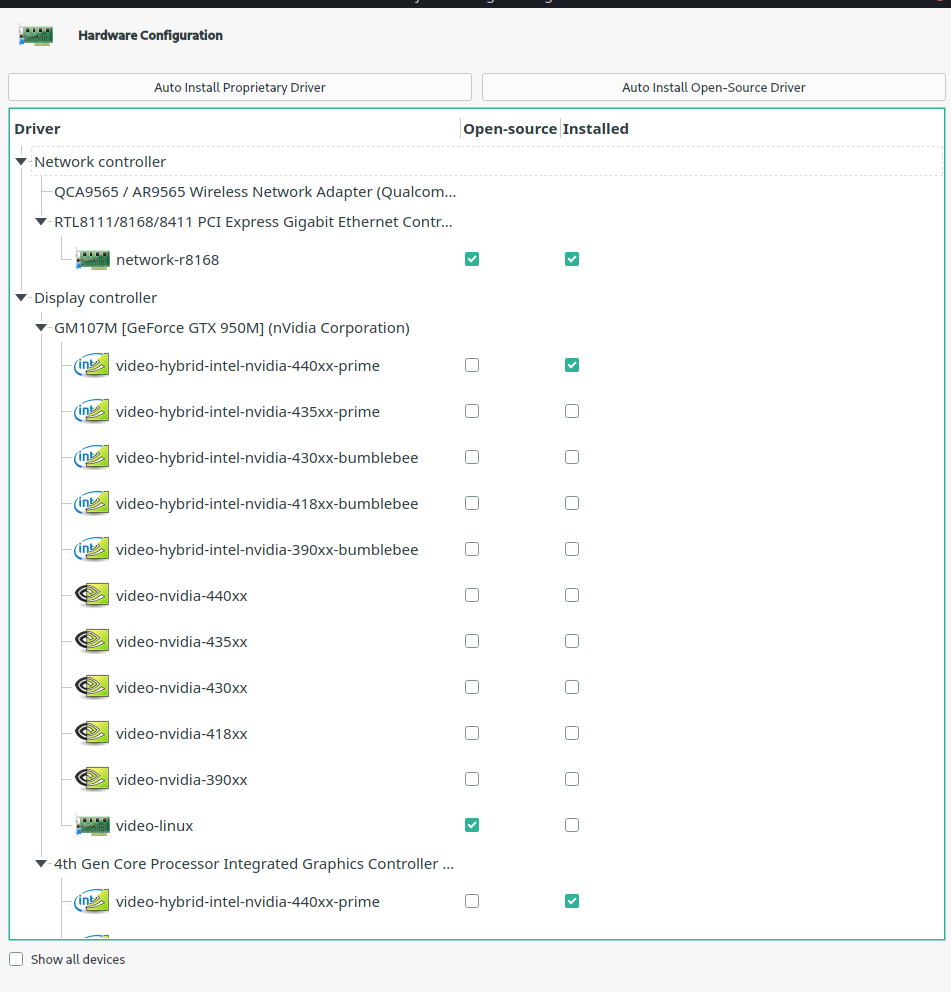 Hardware Configuration
Auto Install Proprietary Driver Auto Install Open-Source Driver
Driver Open-source Installed
Network controller
QCA9565 / AR9565 Wireless Network Adapter (Qualcom...
RTL8111/8168/8411 PCI Express Gigabit Ethernet Contr...
network-r8168
Display controller
GM107M [GeForce GTX 950M] (nVidia Corporation)
video-hybrid-intel-nvidia-440xx-prime
video-hybrid-intel-nvidia-435xx-prime
video-hybrid-intel-nvidia-430xx-bumblebee
video-hybrid-intel-nvidia-418xx-bumblebee
video-hybrid-intel-nvidia-390xx-bumblebee
video-nvidia-440xx
video-nvidia-435xx
video-nvidia-430xx
video-nvidia-418xx
video-nvidia-390xx
video-linux
4th Gen Core Processor Integrated Graphics Controller ...
video-hybrid-intel-nvidia-440xx-prime
Show all devices